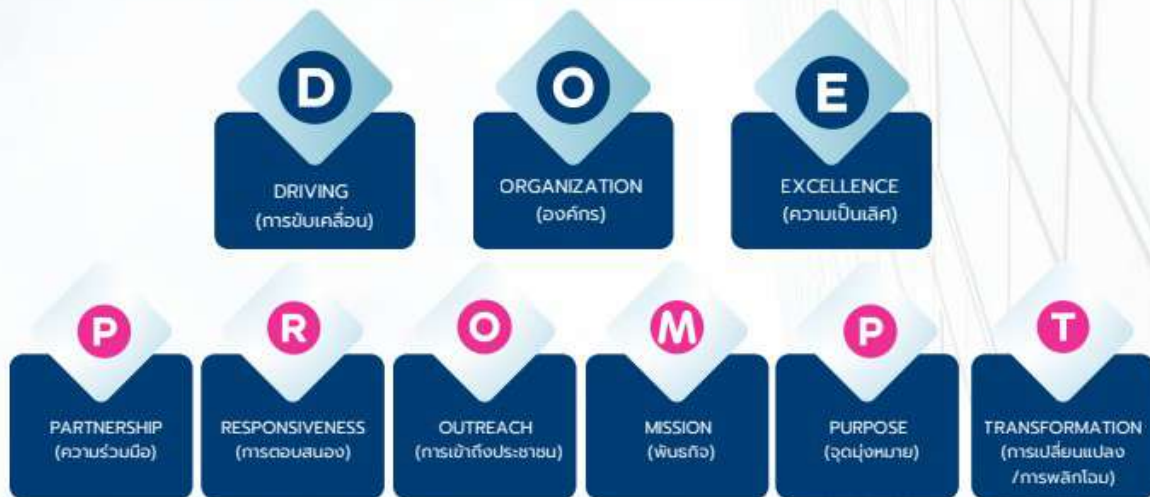 D
DRIVING
(การขับเคลื่อน)
O
ORGANIZATION
(องค์กร)
E
EXCELLENCE
(ความเป็นเลิศ)
P
PARTNERSHIP
(ความร่วมมือ)
R
RESPONSIVENESS
(การตอบสนอง)
O
OUTREACH
(การเข้าถึงประชาชน)
M
MISSION
(พันธกิจ)
P
PURPOSE
(จุดมุ่งหมาย)
T
TRANSFORMATION
(การเปลี่ยนแปลง
/การพลิกโฉม)